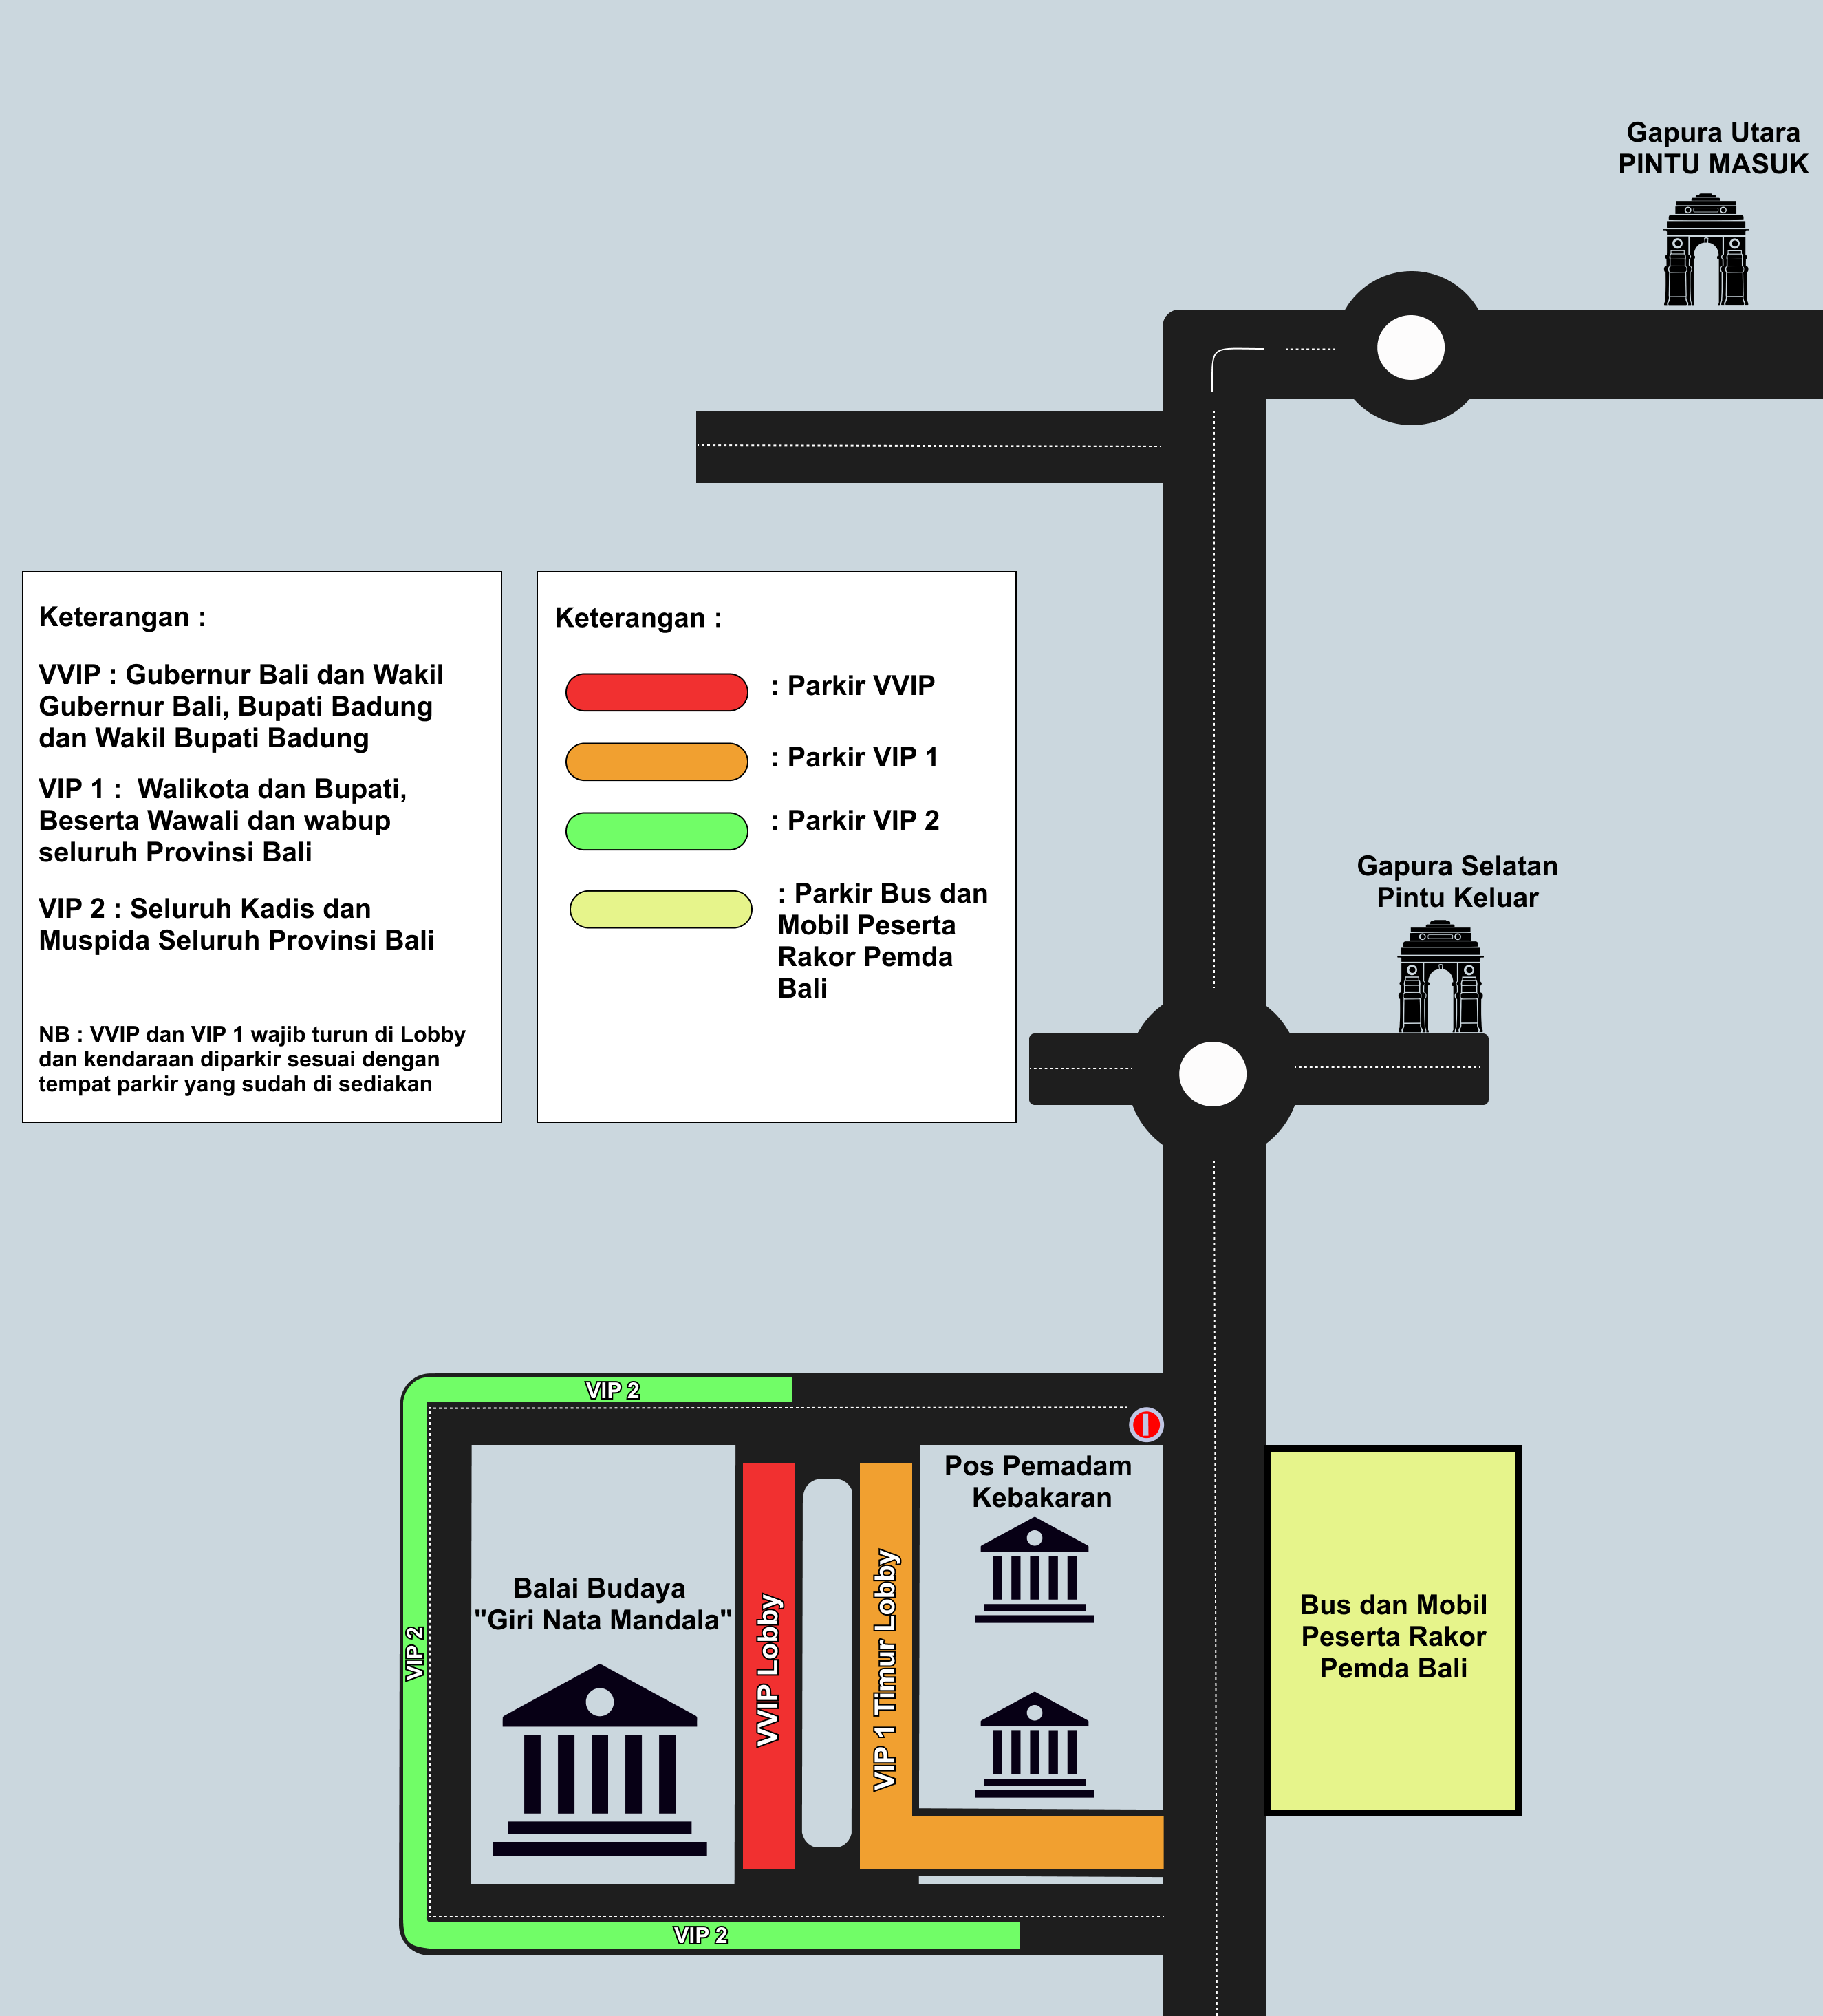 Gapura Utara
PINTU MASUK
Keterangan :
VVIP : Gubernur Bali dan Wakil
Gubernur Bali, Bupati Badung
dan Wakil Bupati Badung
VIP 1 :  Walikota dan Bupati,
Beserta Wawali dan wabup
seluruh Provinsi Bali
VIP 2 : Seluruh Kadis dan
Muspida Seluruh Provinsi Bali
NB : VVIP dan VIP 1 wajib turun di Lobby
dan kendaraan diparkir sesuai dengan
tempat parkir yang sudah di sediakan
Keterangan :
: Parkir VVIP
: Parkir VIP 1
: Parkir VIP 2
: Parkir Bus dan
Mobil Peserta
Rakor Pemda
Bali
Gapura Selatan
Pintu Keluar
VIP 2
VIP 2
Balai Budaya
"Giri Nata Mandala"
VVIP Lobby
VIP 1 Timur Lobby
Pos Pemadam
Kebakaran
Bus dan Mobil
Peserta Rakor
Pemda Bali
VIP 2